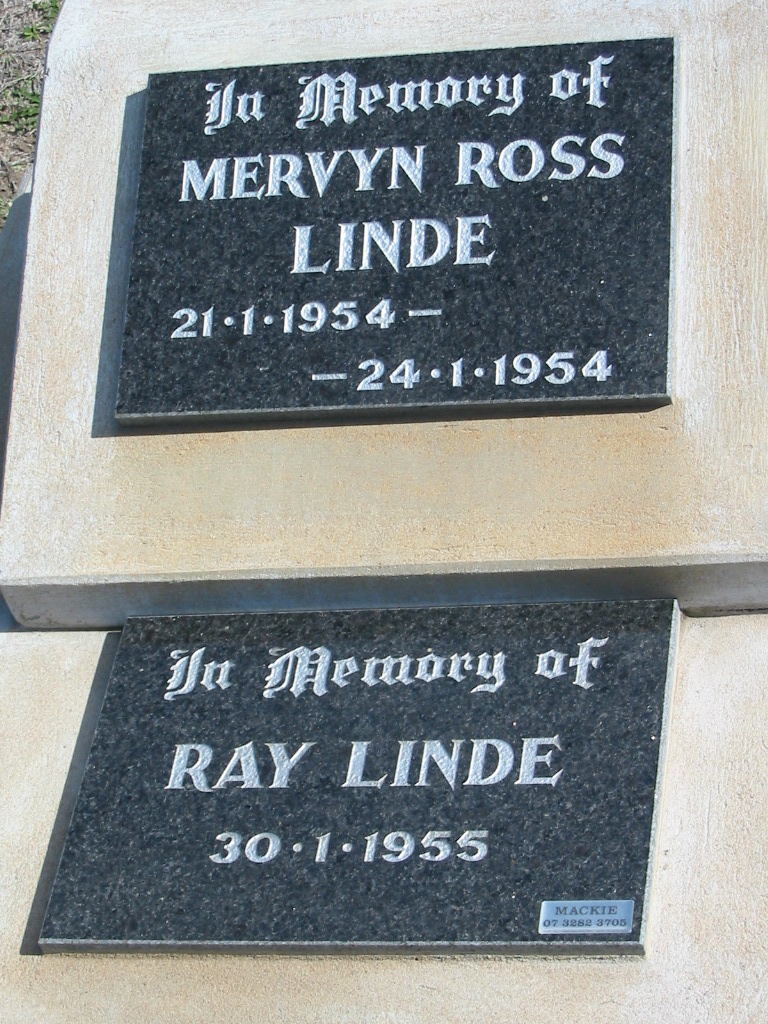 In Memory of
MERVYN ROSS
LINDE
21·1·1954 –
– 24·1·1954
In Memory of
RAY LINDE
30·1·1955
MACKIE
07 3282 3705